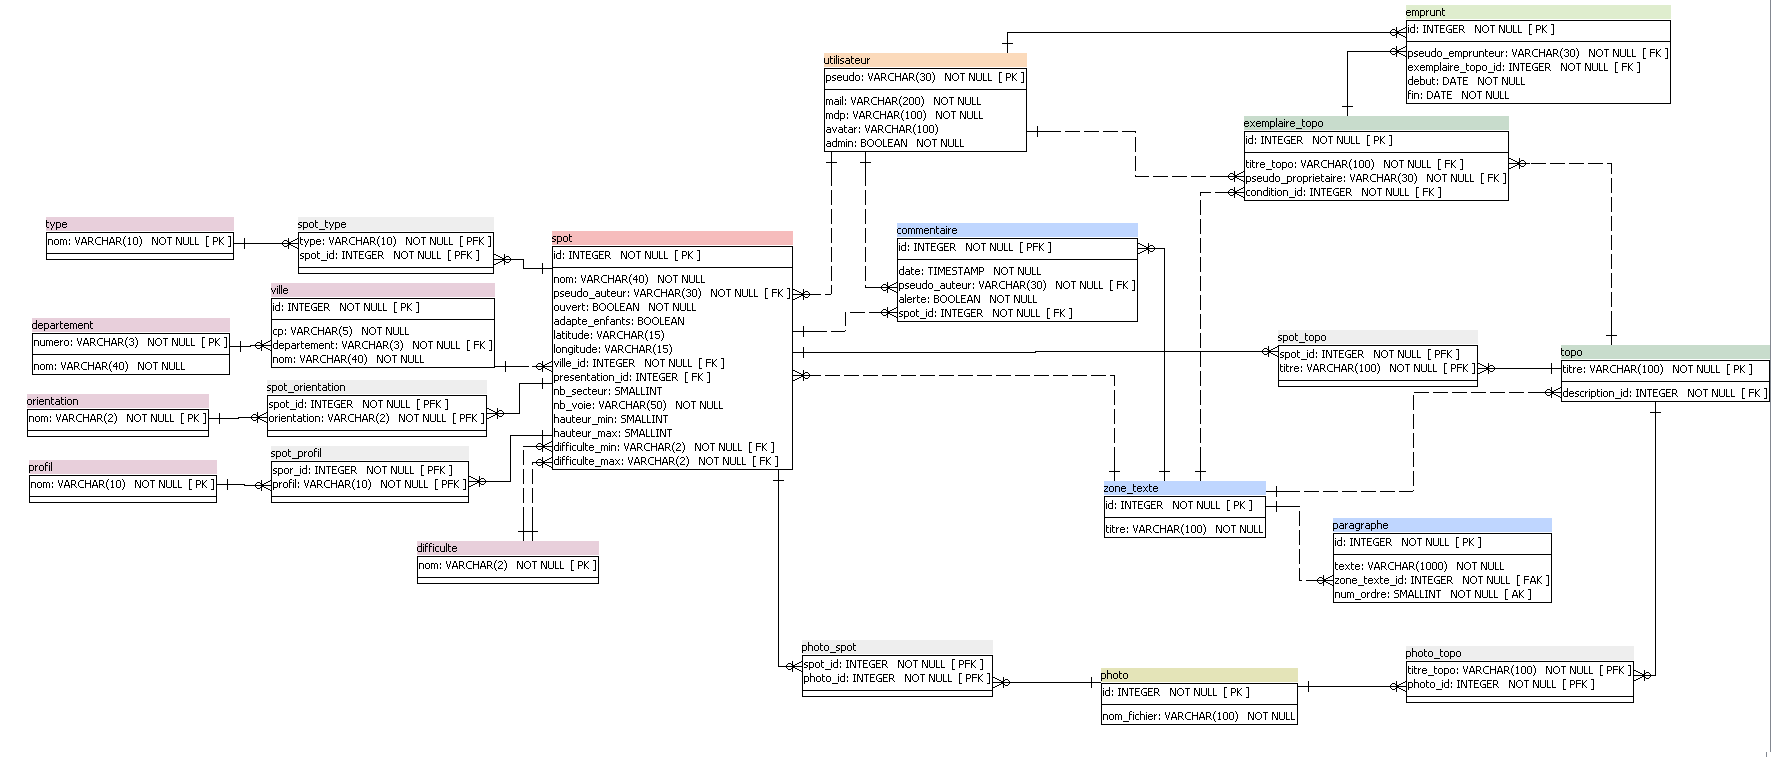 emprunt
id: INTEGER NOT NULL [ PK ]
pseudo_emprunteur: VARCHAR(30) NOT NULL [ FK ]
exemplaire_topo_id: INTEGER NOT NULL [ FK ]
debut: DATE NOT NULL
fin: DATE NOT NULL
utilisateur
pseudo: VARCHAR(30) NOT NULL [ PK ]
mail: VARCHAR(200) NOT NULL
mdp: VARCHAR(100) NOT NULL
avatar: VARCHAR(100)
admin: BOOLEAN NOT NULL
exemplaire_topo
id: INTEGER NOT NULL [ PK ]
titre_topo: VARCHAR(100) NOT NULL [ FK ]
pseudo_proprietaire: VARCHAR(30) NOT NULL [ FK ]
condition_id: INTEGER NOT NULL [ FK ]
type
nom: VARCHAR(10) NOT NULL [ PK ]
spot_type
type: VARCHAR(10) NOT NULL [ PFK ]
spot_id: INTEGER NOT NULL [ PFK ]
spot
id: INTEGER NOT NULL [ PK ]
nom: VARCHAR(40) NOT NULL
pseudo_auteur: VARCHAR(30) NOT NULL [ FK ]
ouvert: BOOLEAN NOT NULL
adapte_enfants: BOOLEAN
latitude: VARCHAR(15)
longitude: VARCHAR(15)
ville_id: INTEGER NOT NULL [ FK ]
presentation_id: INTEGER [ FK ]
nb_secteur: SMALLINT
nb_voie: VARCHAR(50) NOT NULL
hauteur_min: SMALLINT
hauteur_max: SMALLINT
difficulte_min: VARCHAR(2) NOT NULL [ FK ]
difficulte_max: VARCHAR(2) NOT NULL [ FK ]
commentaire
id: INTEGER NOT NULL [ PFK ]
date: TIMESTAMP NOT NULL
pseudo_auteur: VARCHAR(30) NOT NULL [ FK ]
alerte: BOOLEAN NOT NULL
spot_id: INTEGER NOT NULL [ FK ]
ville
id: INTEGER NOT NULL [ PK ]
cp: VARCHAR(5) NOT NULL
departement: VARCHAR(3) NOT NULL [ FK ]
nom: VARCHAR(40) NOT NULL
departement
numero: VARCHAR(3) NOT NULL [ PK ]
nom: VARCHAR(40) NOT NULL
spot_orientation
spot_id: INTEGER NOT NULL [ PFK ]
orientation: VARCHAR(2) NOT NULL [ PFK ]
orientation
nom: VARCHAR(2) NOT NULL [ PK ]
spot_profil
spor_id: INTEGER NOT NULL [ PFK ]
profil: VARCHAR(10) NOT NULL [ PFK ]
profil
nom: VARCHAR(10) NOT NULL [ PK ]
difficulte
nom: VARCHAR(2) NOT NULL [ PK ]
spot_topo
spot_id: INTEGER NOT NULL [ PFK ]
titre: VARCHAR(100) NOT NULL [ PFK ]
topo
titre: VARCHAR(100) NOT NULL [ PK ]
description_id: INTEGER NOT NULL [ FK ]
zone_texte
id: INTEGER NOT NULL [ PK ]
titre: VARCHAR(100) NOT NULL
paragraphe
id: INTEGER NOT NULL [ PK ]
texte: VARCHAR(1000) NOT NULL
zone_texte_id: INTEGER NOT NULL [ FAK ]
num_ordre: SMALLINT NOT NULL [ AK ]
photo_spot
spot_id: INTEGER NOT NULL [ PFK ]
photo_id: INTEGER NOT NULL [ PFK ]
photo
id: INTEGER NOT NULL [ PK ]
nom_fichier: VARCHAR(100) NOT NULL
photo_topo
titre_topo: VARCHAR(100) NOT NULL [ PFK ]
photo_id: INTEGER NOT NULL [ PFK ]